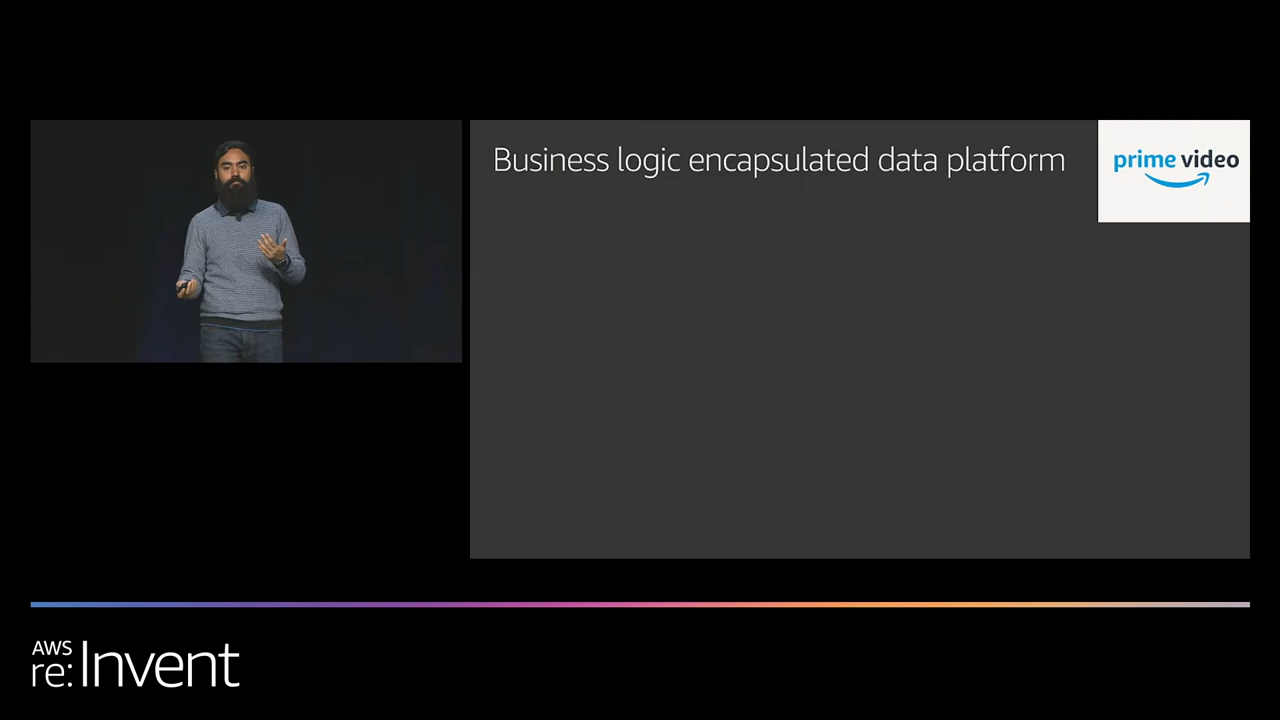 Business logic encapsulated data platform
prime video
AWS
re:Invent